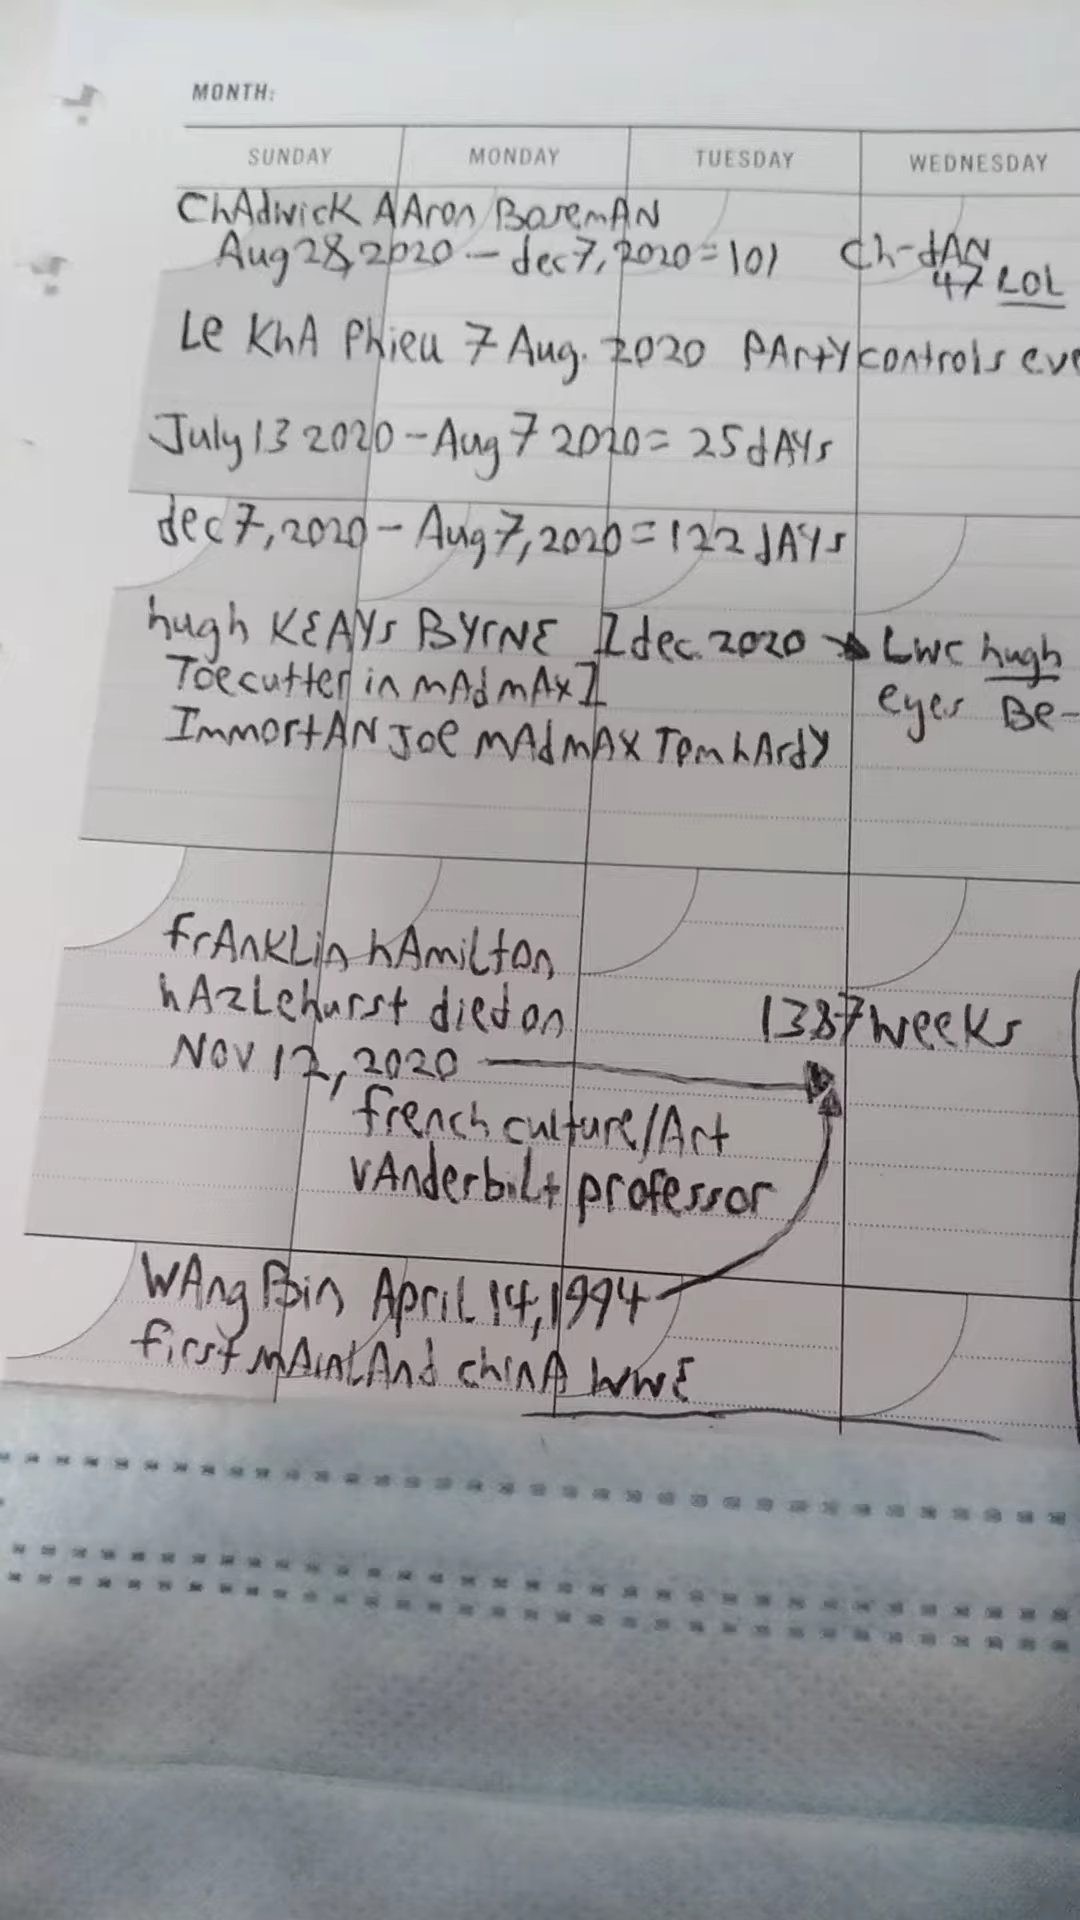 MONTH:
SUNDAY MONDAY TUESDAY WEDNESDAY
ChAdwick AAron BosemAN
Aug 28, 2020 - dec 7, 2020 = 101 Ch-dAN
47 LOL
Le KhA Phieu 7 Aug. 2020 PArtY controls eve
July 13 2020 - Aug 7 2020 = 25 dAYs
dec 7, 2020 - Aug 7, 2020 = 122 dAYs
hugh KEAYs BYrNE 1 dec. 2020 → Lwc hugh
Toecutter in mAdmAx I eyes Be-
ImmortAN Joe mAdmAx Tom hArdy
frAnkLin hAmilton
hAzLehurst died on 1387 weeks
Nov 12, 2020
french culture/Art
vAnderbiLt professor
WAng Bin ApriL 14, 1994
first mAinLAnd chinA WWE